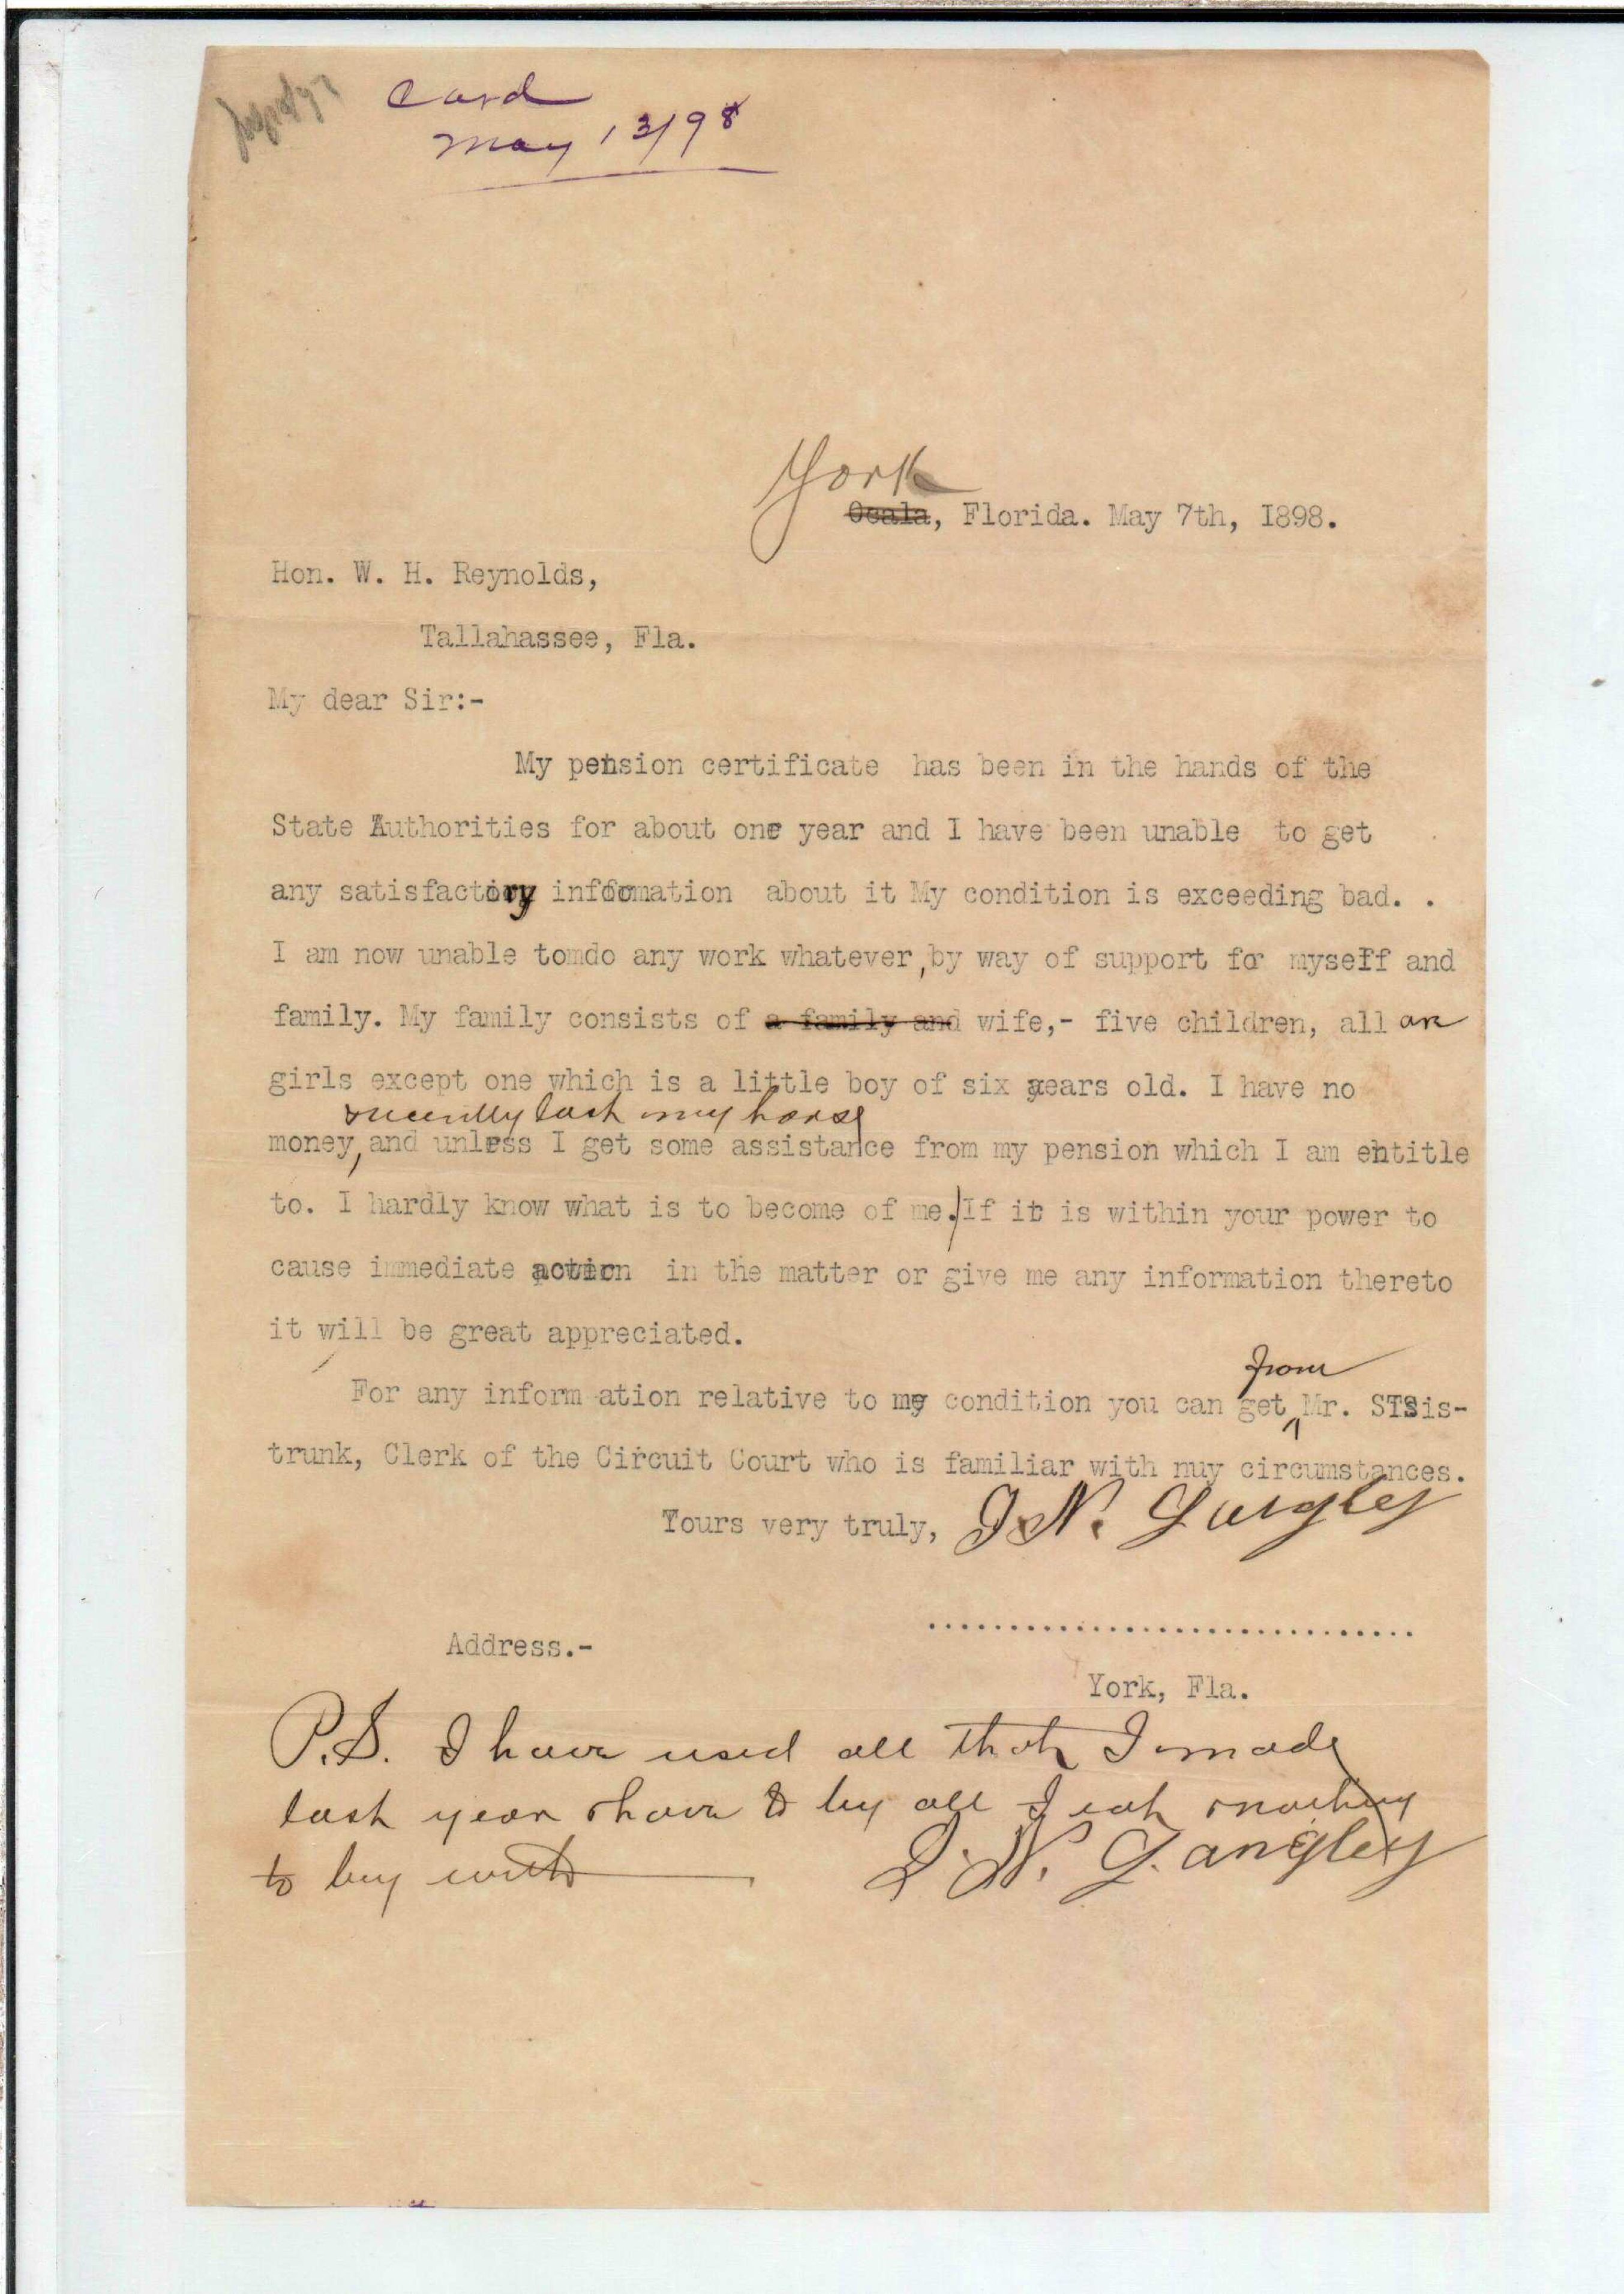 Card
May 13/98
York
Ocala, Florida. May 7th, I898.
Hon. W. H. Reynolds,
Tallahassee, Fla.
My dear Sir:-
My pension certificate has been in the hands of the
State Authorities for about one year and I have been unable to get
any satisfactory information about it My condition is exceeding bad. .
I am now unable tomdo any work whatever, by way of support for myself and
family. My family consists of a family and wife,- five children, all are
girls except one which is a little boy of six years old. I have no
recently lost my horse
money, and unless I get some assistance from my pension which I am entitle
to. I hardly know what is to become of me. If it is within your power to
cause immediate action in the matter or give me any information thereto
it will be great appreciated.
from
For any inform-ation relative to my condition you can get Mr. STSis-
trunk, Clerk of the Circuit Court who is familiar with nuy circumstances.
Yours very truly, J. N. Langley
..............................
Address.-
York, Fla.
P.S. I have used all that I made
last year & have to by all I eat & nothing
to buy with
J. N. Langley